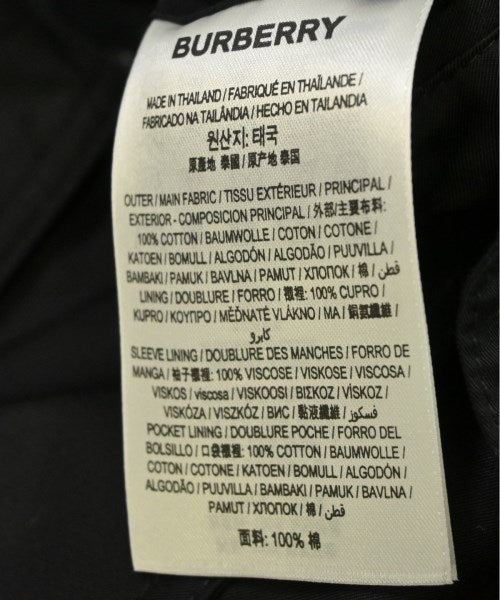 BURBERRY
MADE IN THAILAND / FABRIQUÉ EN THAÏLANDE /
FABRICADO NA TAILÂNDIA / HECHO EN TAILANDIA
원산지: 태국
原產地 泰國 / 原产地 泰国
OUTER / MAIN FABRIC / TISSU EXTÉRIEUR / PRINCIPAL /
EXTERIOR - COMPOSICION PRINCIPAL / 外部/主要布料:
100% COTTON / BAUMWOLLE / COTON / COTONE /
KATOEN / BOMULL / ALGODÓN / ALGODÃO / PUUVILLA /
BAMBAKI / PAMUK / BAVLNA / PAMUT / ХЛОПОК / 棉 / قطن /
LINING / DOUBLURE / FORRO / 襯裡: 100% CUPRO /
KUPRO / ΚΟΥΠΡΟ / MĚĎNATÉ VLÁKNO / MA / 銅氨纖維 /
كابرو
SLEEVE LINING / DOUBLURE DES MANCHES / FORRO DE
MANGA / 袖子襯裡: 100% VISCOSE / VISKOSE / VISCOSA /
VISKOS / viscosa / VISKOOSI / ΒΙΣΚΟΖ / VİSKOZ /
VISKÓZA / VISZKÓZ / ВИС / 黏液纖維 / فسكوز /
POCKET LINING / DOUBLURE POCHE / FORRO DEL
BOLSILLO / 口袋襯裡: 100% COTTON / BAUMWOLLE /
COTON / COTONE / KATOEN / BOMULL / ALGODÓN /
ALGODÃO / PUUVILLA / BAMBAKI / PAMUK / BAVLNA /
PAMUT / ХЛОПОК / 棉 / قطن /
面料: 100% 棉